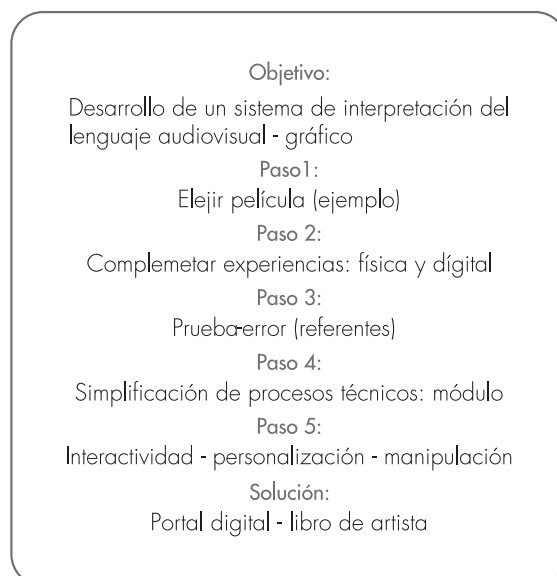 Objetivo:
Desarrollo de un sistema de interpretación del
lenguaje audiovisual - gráfico
Paso1:
Elejir película (ejemplo)
Paso 2:
Complemetar experiencias: física y dígital
Paso 3:
Prueba-error (referentes)
Paso 4:
Simplificación de procesos técnicos: módulo
Paso 5:
Interactividad - personalización - manipulación
Solución:
Portal digital - libro de artista